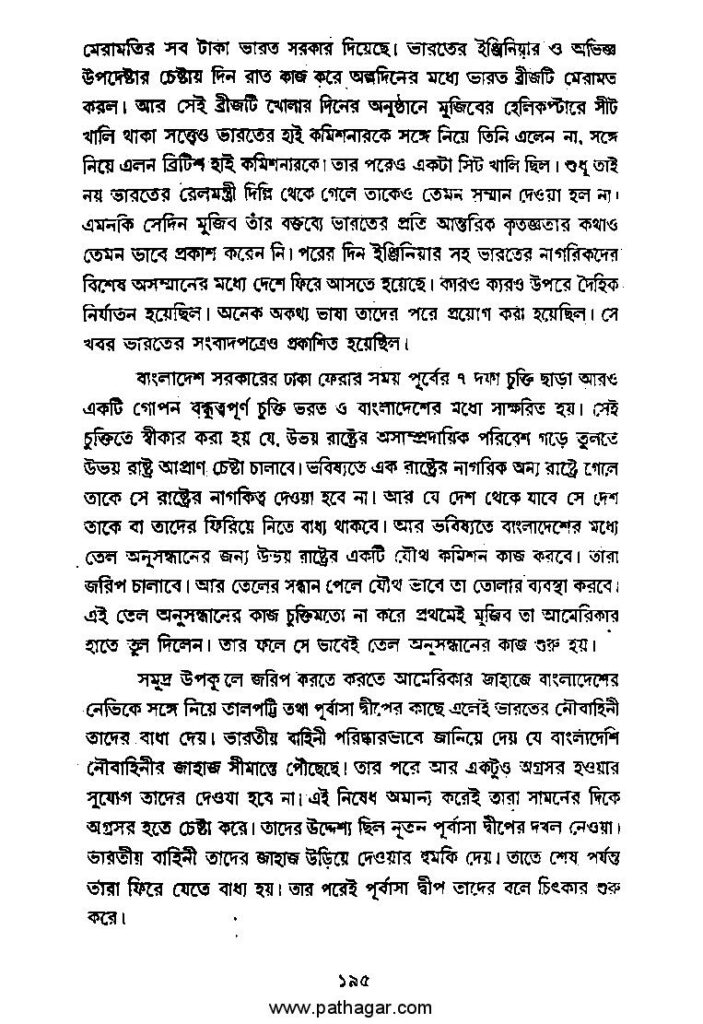 মেরামতির সব টাকা ভারত সরকার দিয়েছে। ভারতের ইঞ্জিনিয়ার ও অভিজ্ঞ
উপদেষ্টার চেষ্টায় দিন রাত কাজ করে অল্পদিনের মধ্যে ভারত ব্রীজটি মেরামত
করল। আর সেই ব্রীজটি খোলার দিনের অনুষ্ঠানে মুজিবের হেলিকপ্টারে সীট
খালি থাকা সত্ত্বেও ভারতের হাই কমিশনারকে সঙ্গে নিয়ে তিনি এলেন না, সঙ্গে
নিয়ে এলন ব্রিটিশ হাই কমিশনারকে। তার পরেও একটা সিট খালি ছিল। শুধু তাই
নয় ভারতের রেলমন্ত্রী দিল্লি থেকে গেলে তাকেও তেমন সম্মান দেওয়া হল না।
এমনকি সেদিন মুজিব তাঁর বক্তব্যে ভারতের প্রতি আন্তরিক কৃতজ্ঞতার কথাও
তেমন ভাবে প্রকাশ করেন নি। পরের দিন ইঞ্জিনিয়ার সহ ভারতের নাগরিকদের
বিশেষ অসম্মানের মধ্যে দেশে ফিরে আসতে হয়েছে। কারও কারও উপরে দৈহিক
নির্যাতন হয়েছিল। অনেক অকথ্য ভাষা তাদের পরে প্রয়োগ করা হয়েছিল। সে
খবর ভারতের সংবাদপত্রেও প্রকাশিত হয়েছিল।
বাংলাদেশ সরকারের ঢাকা ফেরার সময় পূর্বের ৭ দফা চুক্তি ছাড়া আরও
একটি গোপন বন্ধুত্বপূর্ণ চুক্তি ভরত ও বাংলাদেশের মধ্যে সাক্ষরিত হয়। সেই
চুক্তিতে স্বীকার করা হয় যে, উভয় রাষ্ট্রের অসাম্প্রদায়িক পরিবেশ গড়ে তুলতে
উভয় রাষ্ট্র আপ্রাণ চেষ্টা চালাবে। ভবিষ্যতে এক রাষ্ট্রের নাগরিক অন্য রাষ্ট্রে গেলে
তাকে সে রাষ্ট্রের নাগকিত্ব দেওয়া হবে না। আর যে দেশ থেকে যাবে সে দেশ
তাকে বা তাদের ফিরিয়ে নিতে বাধ্য থাকবে। আর ভবিষ্যতে বাংলাদেশের মধ্যে
তেল অনুসন্ধানের জন্য উভয় রাষ্ট্রের একটি যৌথ কমিশন কাজ করবে। তারা
জরিপ চালাবে। আর তেলের সন্ধান পেলে যৌথ ভাবে তা তোলার ব্যবস্থা করবে।
এই তেল অনুসন্ধানের কাজ চুক্তিমতো না করে প্রথমেই মুজিব তা আমেরিকার
হাতে তুল দিলেন। তার ফলে সে ভাবেই তেল অনুসন্ধানের কাজ শুরু হয়।
সমুদ্র উপকূলে জরিপ করতে করতে আমেরিকার জাহাজে বাংলাদেশের
নেভিকে সঙ্গে নিয়ে তালপট্টি তথা পূর্বাসা দ্বীপের কাছে এলেই ভারতের নৌবাহিনী
তাদের বাধা দেয়। ভারতীয় বাহিনী পরিষ্কারভাবে জানিয়ে দেয় যে বাংলাদেশি
নৌবাহিনীর জাহাজ সীমান্তে পৌঁছেছে। তার পরে আর একটুও অগ্রসর হওয়ার
সুযোগ তাদের দেওযা হবে না। এই নিষেধ অমান্য করেই তারা সামনের দিকে
অগ্রসর হতে চেষ্টা করে। তাদের উদ্দেশ্য ছিল নূতন পূর্বাসা দ্বীপের দখল নেওয়া।
ভারতীয় বাহিনী তাদের জাহাজ উড়িয়ে দেওয়ার হুমকি দেয়। তাতে শেষ পর্যন্ত
তারা ফিরে যেতে বাধ্য হয়। তার পরেই পূর্বাসা দ্বীপ তাদের বলে চিৎকার শুরু
করে।
১৯৫
www.pathagar.com